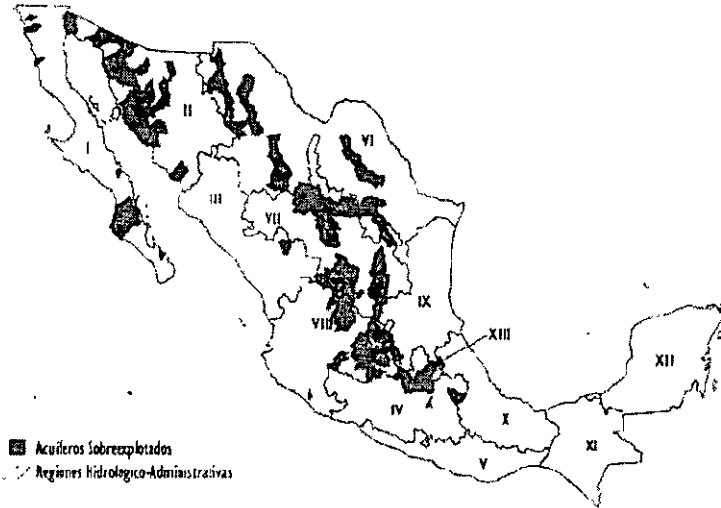 II
VI
I
III
VII
IX
VIII
XIII
XII
IV
X
XI
V
Acuíferos Sobreexplotados
Regiones Hidrológico-Administrativas